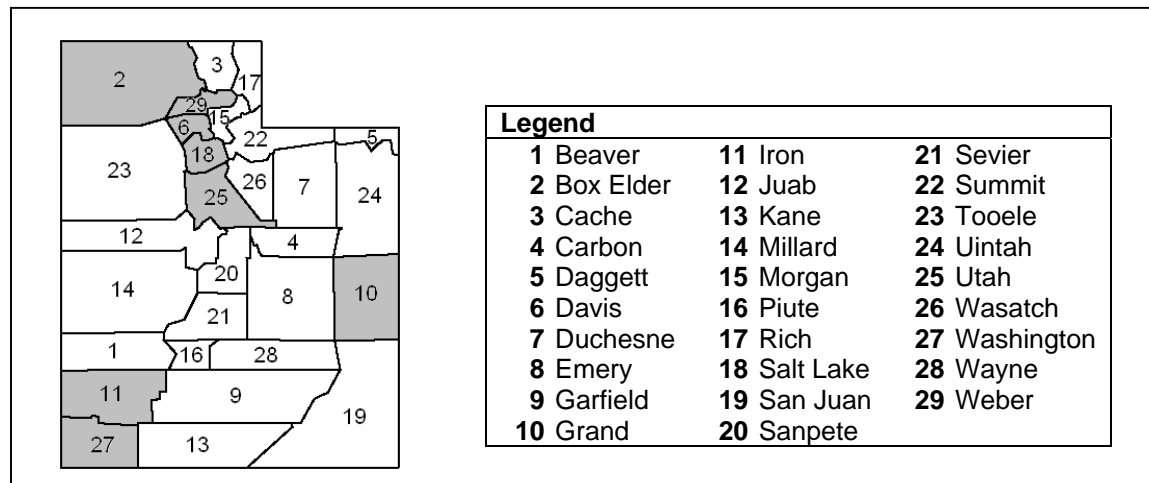 3
2
17
29
15
6
5
22
18
23
26
7
24
25
12
4
20
14
8
10
21
1
16
28
11
9
19
27
13
Legend
1 Beaver 11 Iron 21 Sevier
2 Box Elder 12 Juab 22 Summit
3 Cache 13 Kane 23 Tooele
4 Carbon 14 Millard 24 Uintah
5 Daggett 15 Morgan 25 Utah
6 Davis 16 Piute 26 Wasatch
7 Duchesne 17 Rich 27 Washington
8 Emery 18 Salt Lake 28 Wayne
9 Garfield 19 San Juan 29 Weber
10 Grand 20 Sanpete